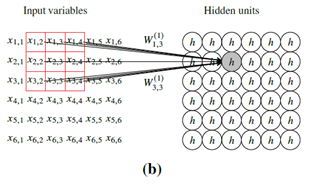 Input variables Hidden units
x1,1 x1,2 x1,3 x1,4 x1,5 x1,6 W(1)1,3 h h h h h h
x2,1 x2,2 x2,3 x2,4 x2,5 x2,6 h h h h h h
x3,1 x3,2 x3,3 x3,4 x3,5 x3,6 W(1)3,3 h h h h h h
x4,1 x4,2 x4,3 x4,4 x4,5 x4,6 h h h h h h
x5,1 x5,2 x5,3 x5,4 x5,5 x5,6 h h h h h h
x6,1 x6,2 x6,3 x6,4 x6,5 x6,6 h h h h h h
(b)